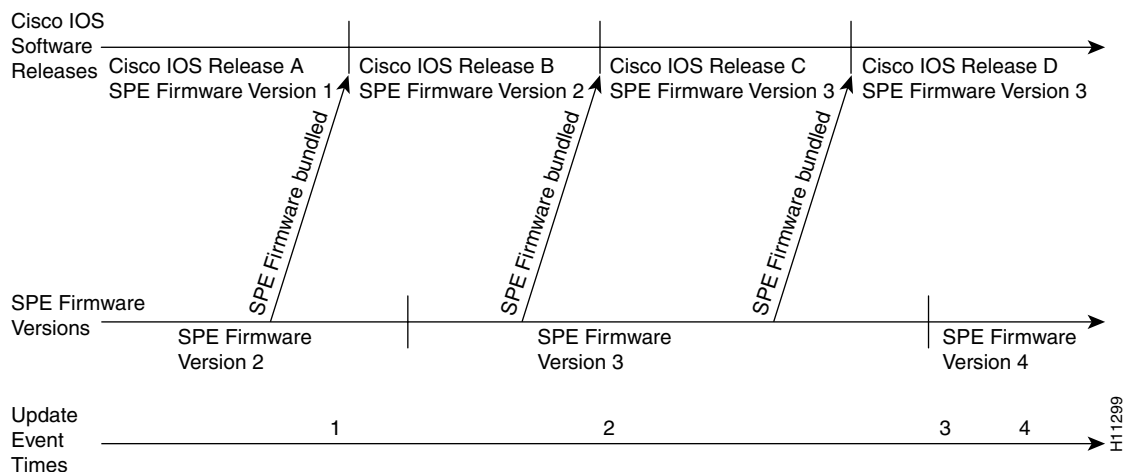 Cisco IOS
Software
Releases
Cisco IOS Release A
SPE Firmware Version 1
Cisco IOS Release B
SPE Firmware Version 2
Cisco IOS Release C
SPE Firmware Version 3
Cisco IOS Release D
SPE Firmware Version 3
SPE Firmware bundled
SPE Firmware bundled
SPE Firmware bundled
SPE Firmware
Versions
SPE Firmware
Version 2
SPE Firmware
Version 3
SPE Firmware
Version 4
Update
Event
Times
1
2
3
4
H11299